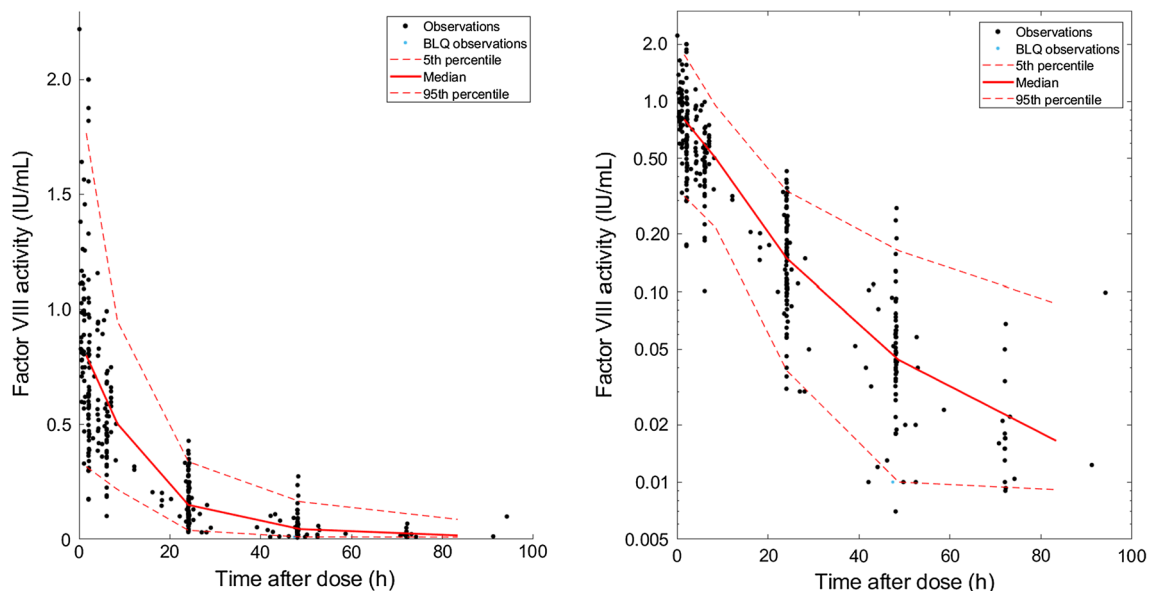 Factor VIII activity (IU/mL)
2.0
1.5
1.0
0.5
0
0
20
40
60
80
100
Time after dose (h)
Observations
BLQ observations
5th percentile
Median
95th percentile
Factor VIII activity (IU/mL)
2.0
1.0
0.50
0.20
0.10
0.05
0.02
0.01
0.005
0
20
40
60
80
100
Time after dose (h)
Observations
BLQ observations
5th percentile
Median
95th percentile